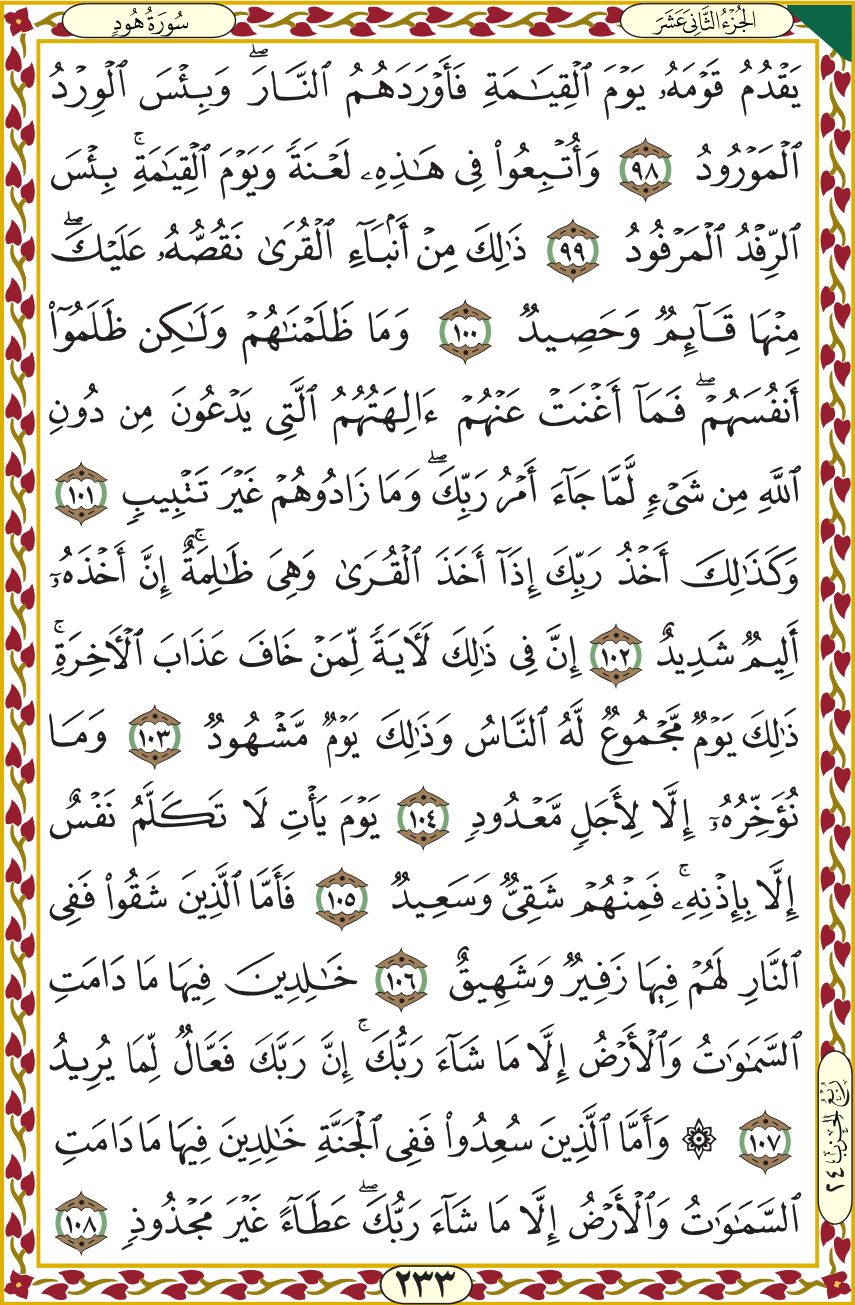 الجُزْءُ الثَّانِي عَشَرَ
سُورَةُ هُودٍ
يَقْدُمُ قَوْمَهُۥ يَوْمَ ٱلْقِيَـٰمَةِ فَأَوْرَدَهُمُ ٱلنَّارَ ۖ وَبِئْسَ ٱلْوِرْدُ
ٱلْمَوْرُودُ ٩٨ وَأُتْبِعُوا۟ فِى هَـٰذِهِۦ لَعْنَةً وَيَوْمَ ٱلْقِيَـٰمَةِ ۚ بِئْسَ
ٱلرِّفْدُ ٱلْمَرْفُودُ ٩٩ ذَٰلِكَ مِنْ أَنۢبَآءِ ٱلْقُرَىٰ نَقُصُّهُۥ عَلَيْكَ ۖ
مِنْهَا قَآئِمٌ وَحَصِيدٌ ١٠٠ وَمَا ظَلَمْنَـٰهُمْ وَلَـٰكِن ظَلَمُوٓا۟
أَنفُسَهُمْ ۖ فَمَآ أَغْنَتْ عَنْهُمْ ءَالِهَتُهُمُ ٱلَّتِى يَدْعُونَ مِن دُونِ
ٱللَّهِ مِن شَىْءٍ لَّمَّا جَآءَ أَمْرُ رَبِّكَ ۖ وَمَا زَادُوهُمْ غَيْرَ تَتْبِيبٍ ١٠١
وَكَذَٰلِكَ أَخْذُ رَبِّكَ إِذَآ أَخَذَ ٱلْقُرَىٰ وَهِىَ ظَـٰلِمَةٌ ۚ إِنَّ أَخْذَهُۥٓ
أَلِيمٌ شَدِيدٌ ١٠٢ إِنَّ فِى ذَٰلِكَ لَـَٔايَةً لِّمَنْ خَافَ عَذَابَ ٱلْـَٔاخِرَةِ ۚ
ذَٰلِكَ يَوْمٌ مَّجْمُوعٌ لَّهُ ٱلنَّاسُ وَذَٰلِكَ يَوْمٌ مَّشْهُودٌ ١٠٣ وَمَا
نُؤَخِّرُهُۥٓ إِلَّا لِأَجَلٍ مَّعْدُودٍ ١٠٤ يَوْمَ يَأْتِ لَا تَكَلَّمُ نَفْسٌ
إِلَّا بِإِذْنِهِۦ ۚ فَمِنْهُمْ شَقِىٌّ وَسَعِيدٌ ١٠٥ فَأَمَّا ٱلَّذِينَ شَقُوا۟ فَفِى
ٱلنَّارِ لَهُمْ فِيهَا زَفِيرٌ وَشَهِيقٌ ١٠٦ خَـٰلِدِينَ فِيهَا مَا دَامَتِ
ٱلسَّمَـٰوَٰتُ وَٱلْأَرْضُ إِلَّا مَا شَآءَ رَبُّكَ ۚ إِنَّ رَبَّكَ فَعَّالٌ لِّمَا يُرِيدُ
١٠٧ ۞ وَأَمَّا ٱلَّذِينَ سُعِدُوا۟ فَفِى ٱلْجَنَّةِ خَـٰلِدِينَ فِيهَا مَا دَامَتِ
ٱلسَّمَـٰوَٰتُ وَٱلْأَرْضُ إِلَّا مَا شَآءَ رَبُّكَ ۖ عَطَآءً غَيْرَ مَجْذُوذٍ ١٠٨
رُبْعُ الحِزْبِ ٢٤
٢٣٣